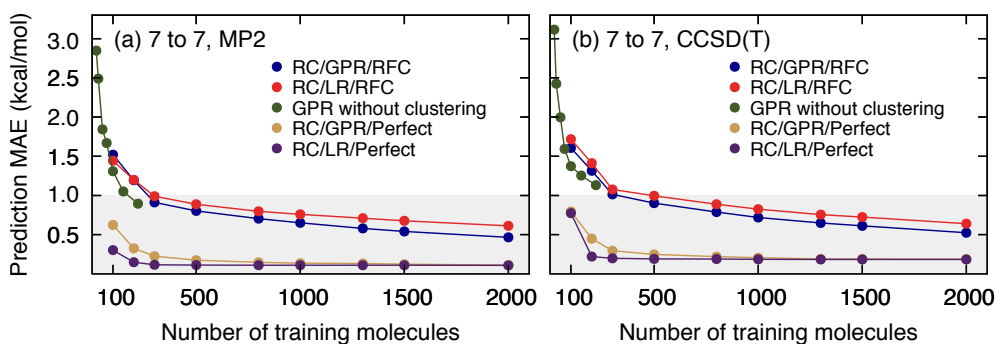 Prediction MAE (kcal/mol)
3.0
2.5
2.0
1.5
1.0
0.5
(a) 7 to 7, MP2
RC/GPR/RFC
RC/LR/RFC
GPR without clustering
RC/GPR/Perfect
RC/LR/Perfect
100 500 1000 1500 2000
Number of training molecules
(b) 7 to 7, CCSD(T)
RC/GPR/RFC
RC/LR/RFC
GPR without clustering
RC/GPR/Perfect
RC/LR/Perfect
100 500 1000 1500 2000
Number of training molecules